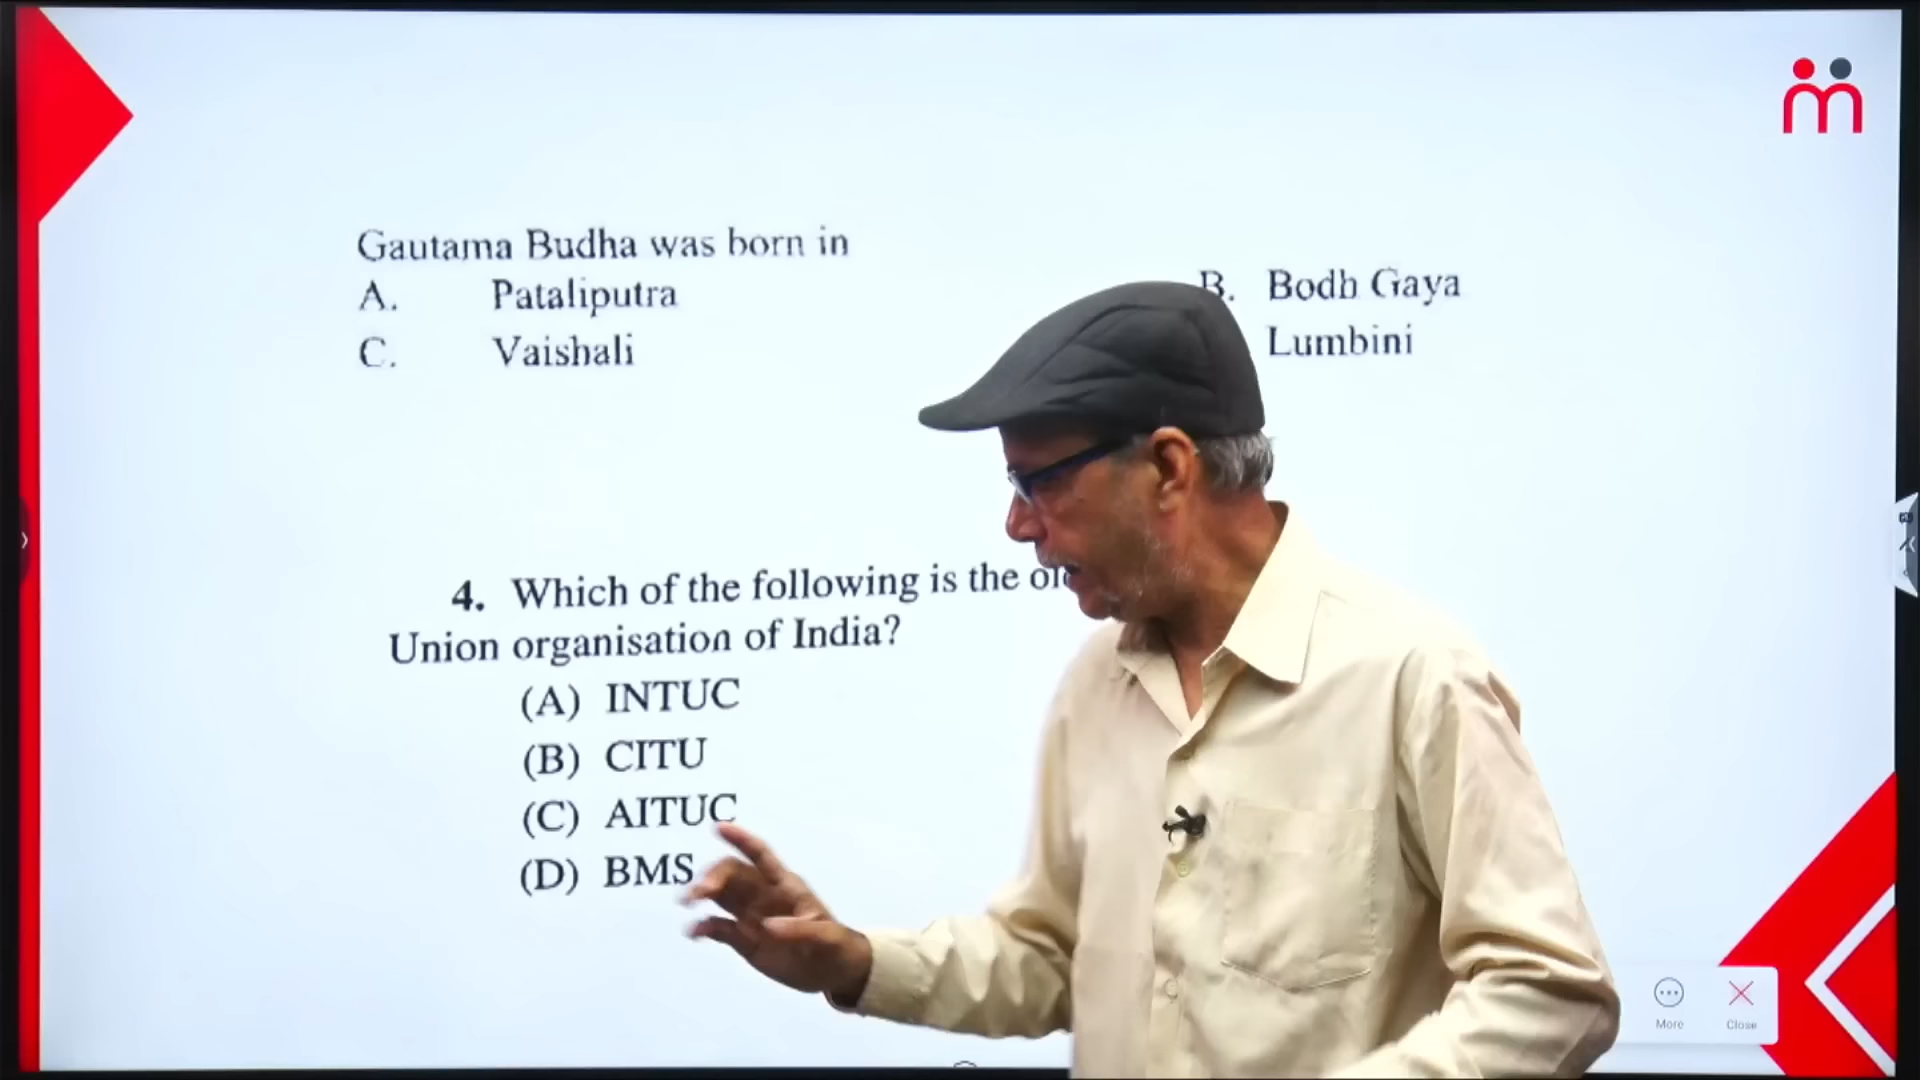 Gautama Budha was born in
A. Pataliputra
B. Bodh Gaya
C. Vaishali
Lumbini
4. Which of the following is the
Union organisation of India?
(A) INTUC
(B) CITU
(C) AITUC
(D) BMS
More
Close